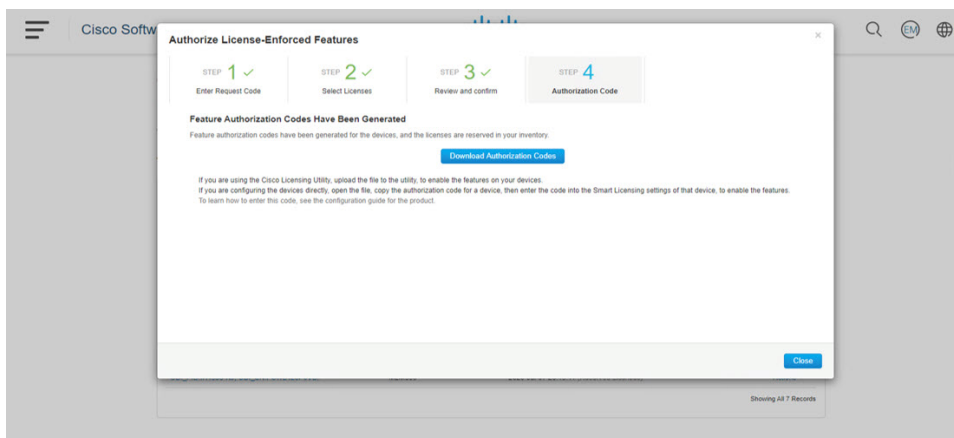 Cisco Softw
EM
Authorize License-Enforced Features
×
STEP 1 ✓
Enter Request Code
STEP 2 ✓
Select Licenses
STEP 3 ✓
Review and confirm
STEP 4
Authorization Code
Feature Authorization Codes Have Been Generated
Feature authorization codes have been generated for the devices, and the licenses are reserved in your inventory.
Download Authorization Codes
If you are using the Cisco Licensing Utility, upload the file to the utility, to enable the features on your devices.
If you are configuring the devices directly, open the file, copy the authorization code for a device, then enter the code into the Smart Licensing settings of that device, to enable the features.
To learn how to enter this code, see the configuration guide for the product.
Close
Showing All 7 Records